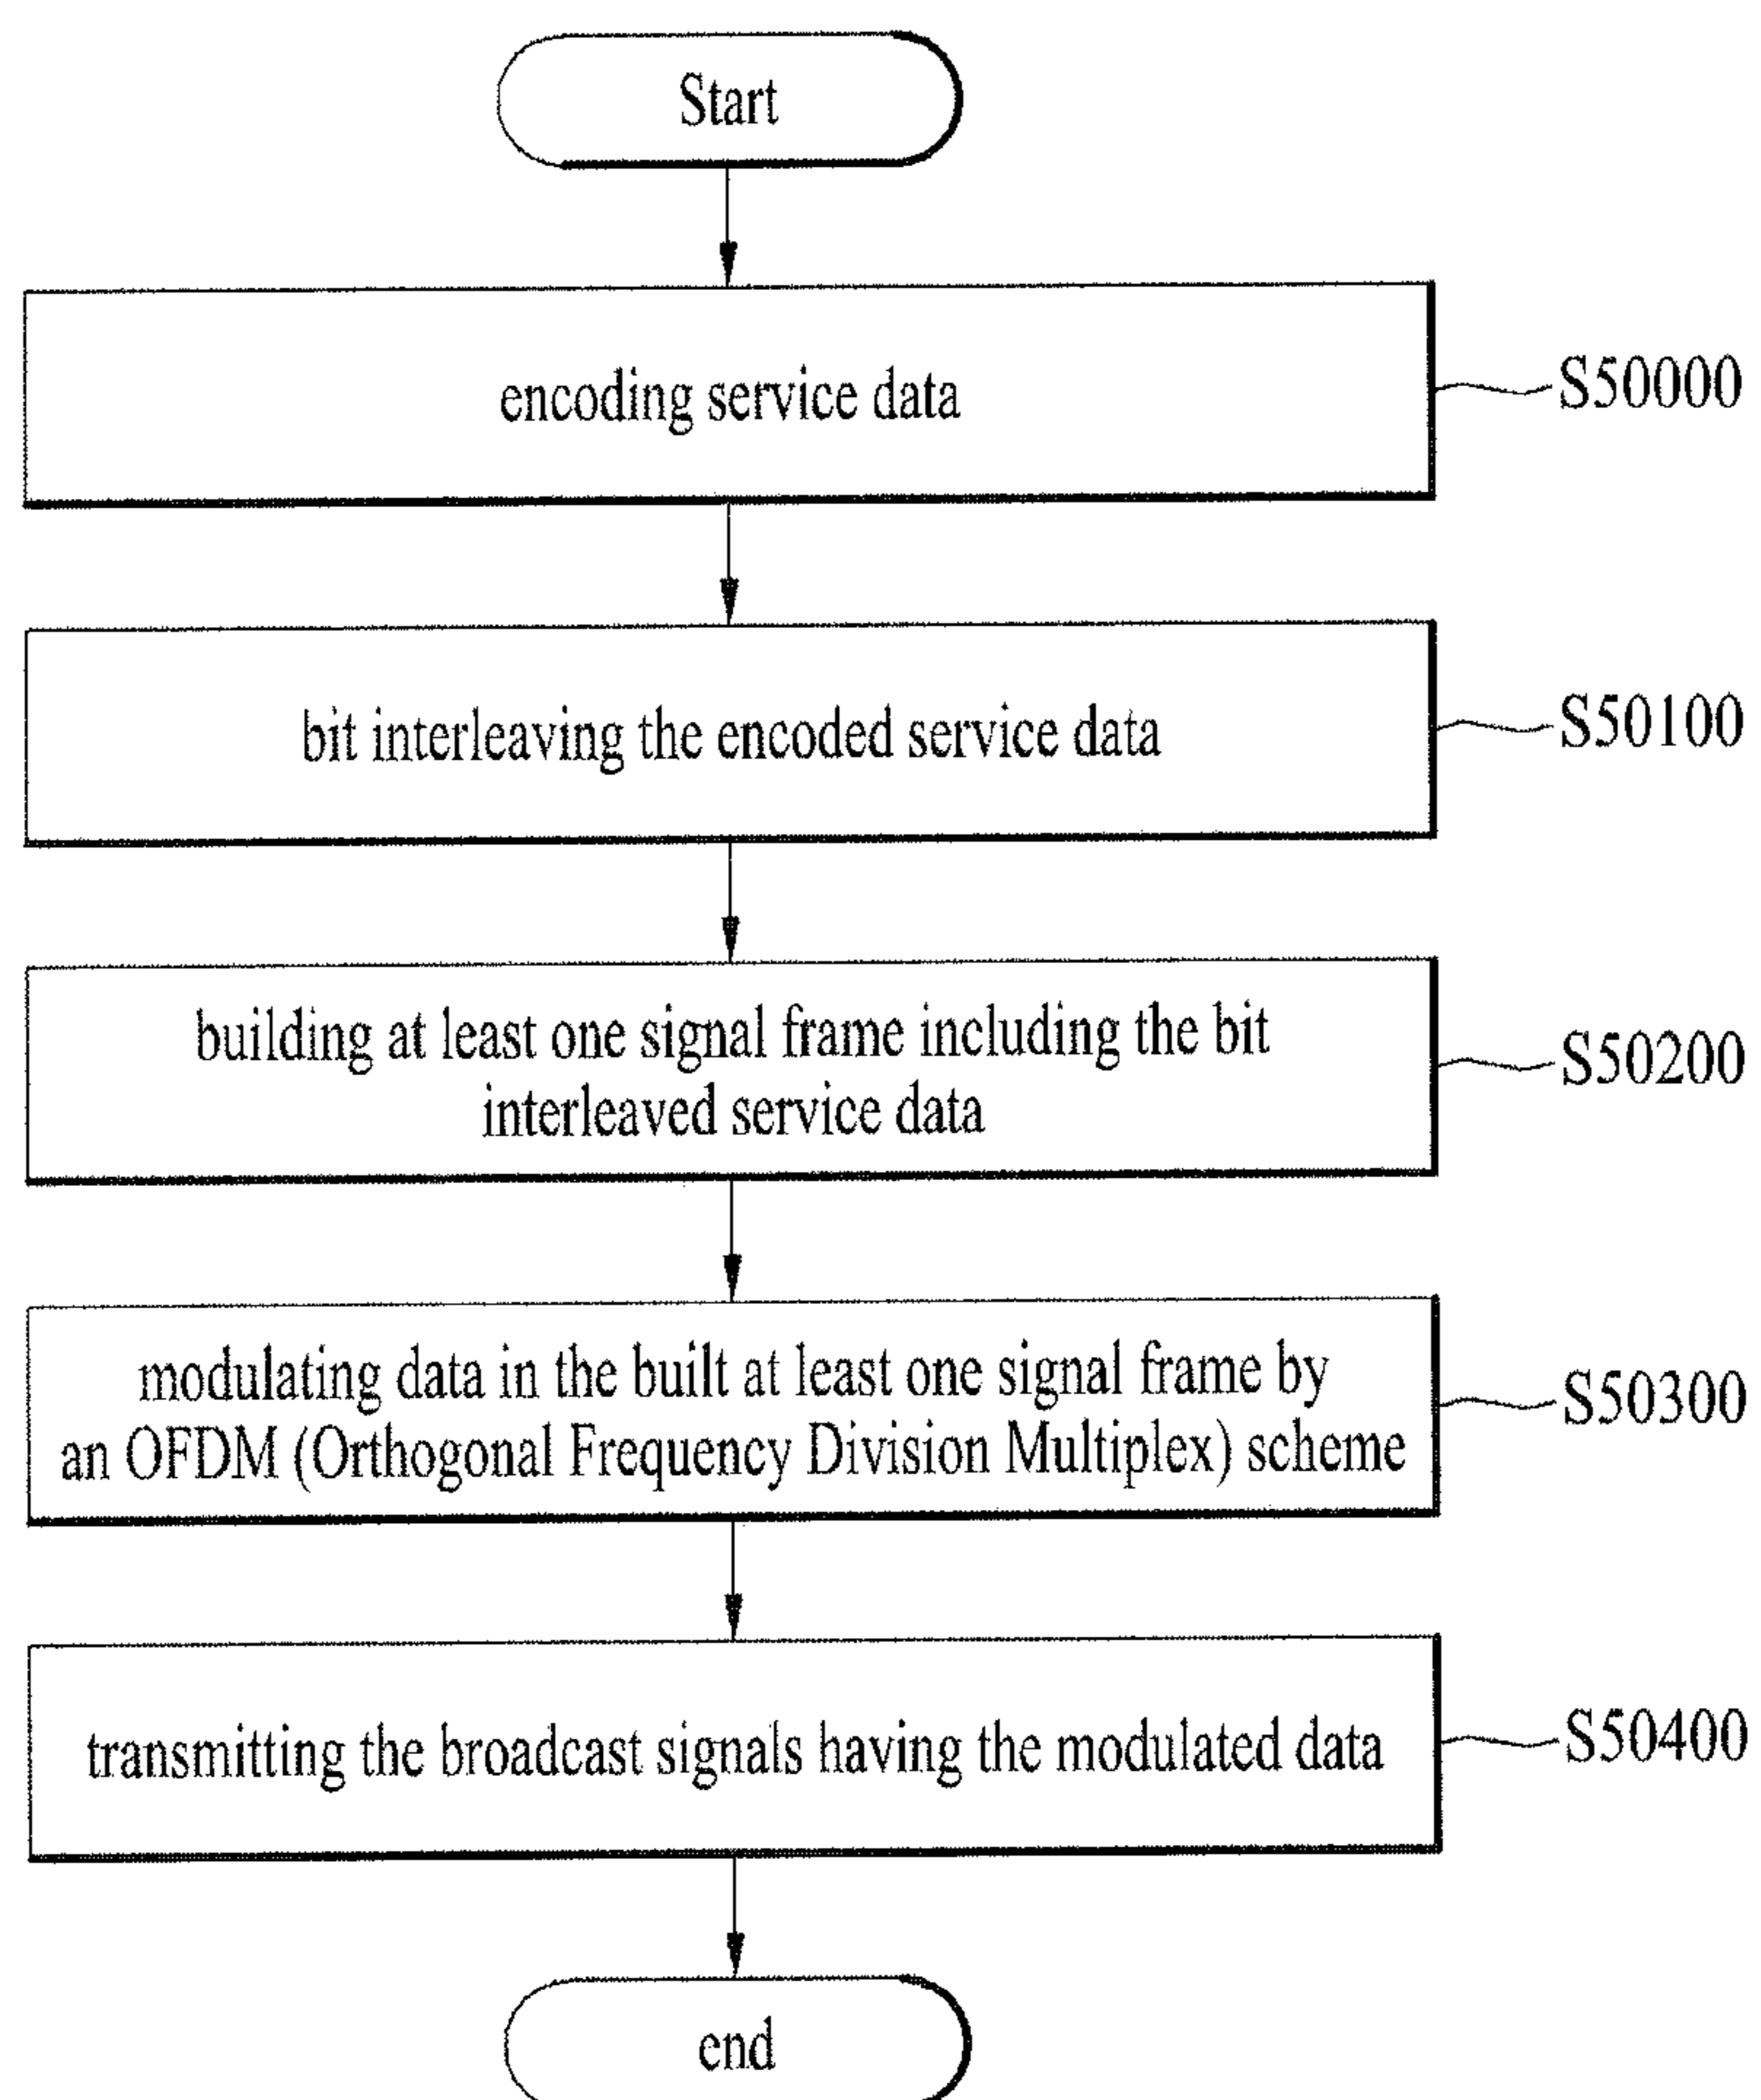 Start
encoding service data
S50000
bit interleaving the encoded service data
S50100
building at least one signal frame including the bit
interleaved service data
S50200
modulating data in the built at least one signal frame by
an OFDM (Orthogonal Frequency Division Multiplex) scheme
S50300
transmitting the broadcast signals having the modulated data
S50400
end